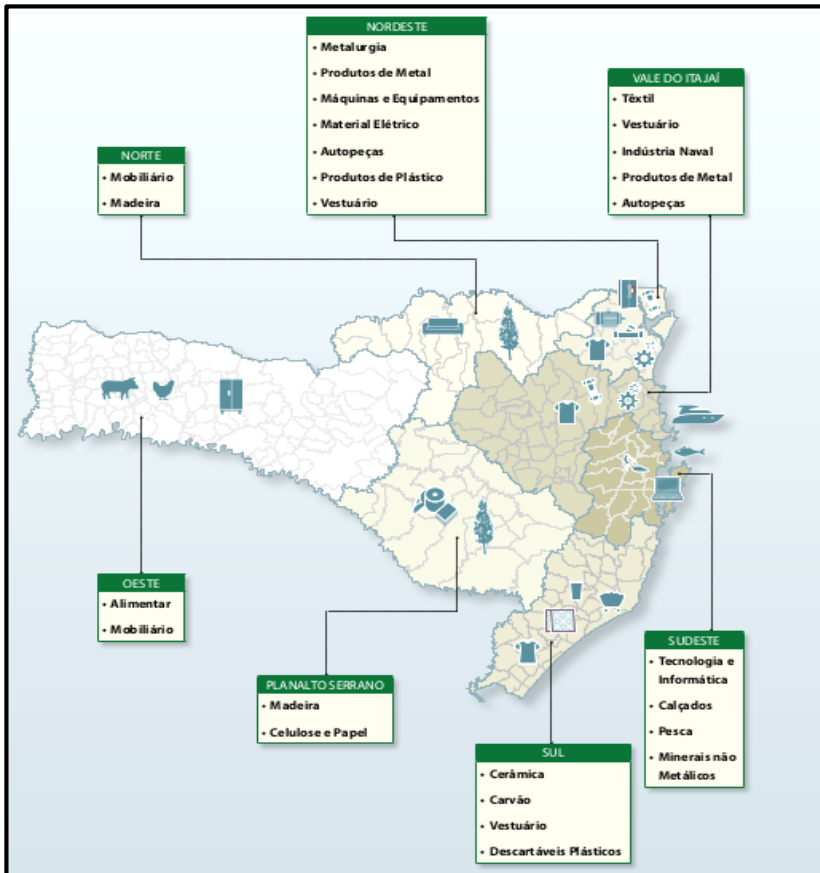 NORDESTE
• Metalurgia
• Produtos de Metal
• Máquinas e Equipamentos
• Material Elétrico
• Autopeças
• Produtos de Plástico
• Vestuário
VALE DO ITAJAÍ
• Têxtil
• Vestuário
• Indústria Naval
• Produtos de Metal
• Autopeças
NORTE
• Mobiliário
• Madeira
OESTE
• Alimentar
• Mobiliário
PLANALTO SERRANO
• Madeira
• Celulose e Papel
SUL
• Cerâmica
• Carvão
• Vestuário
• Descartáveis Plásticos
SUDESTE
• Tecnologia e
Informática
• Calçados
• Pesca
• Minerais não
Metálicos